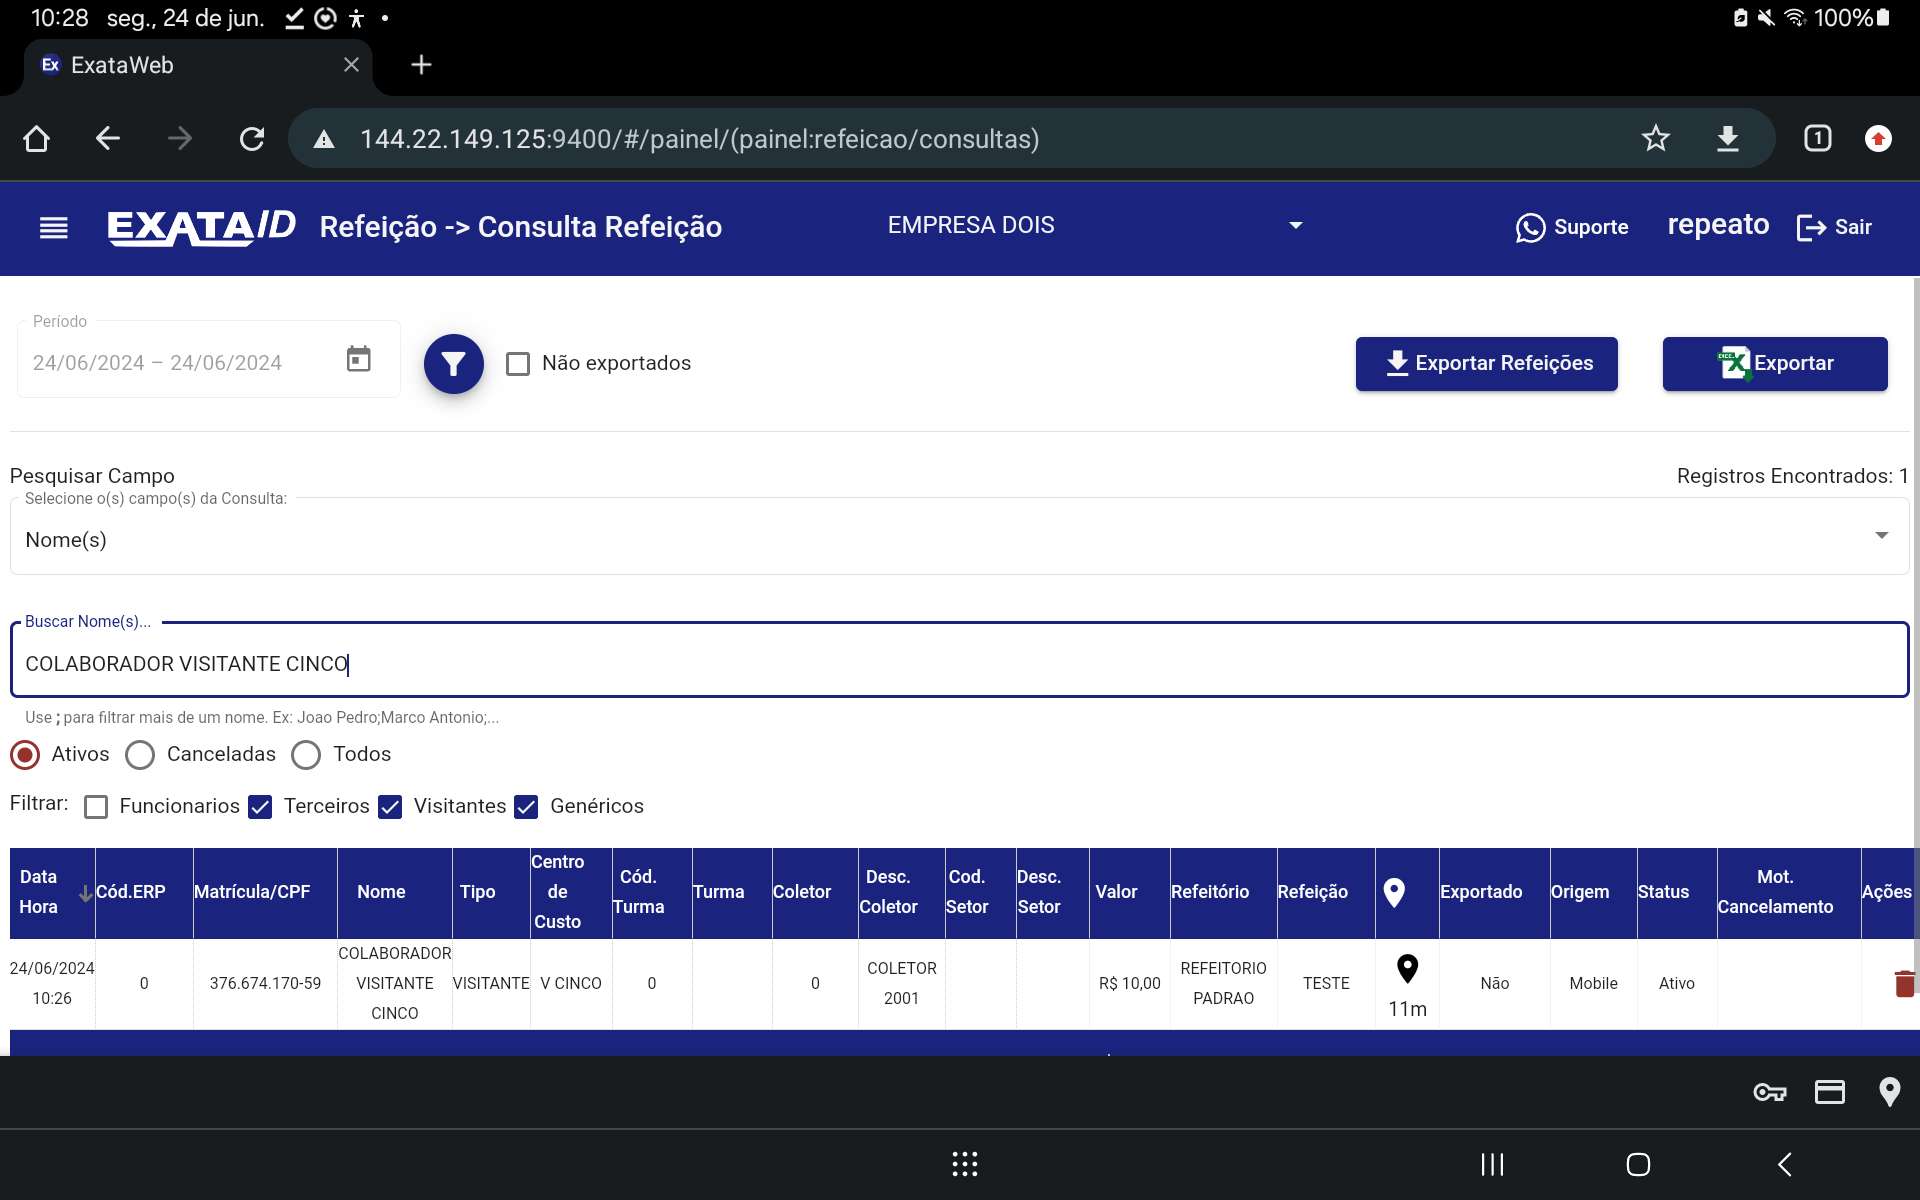 10:28 seg., 24 de jun. 100%
Ex ExataWeb
144.22.149.125:9400/#/painel/(painel:refeicao/consultas) 1
EXATA/ID Refeição -> Consulta Refeição EMPRESA DOIS Suporte repeato Sair
Período
24/06/2024 – 24/06/2024
Não exportados
Exportar Refeições
Exportar
Pesquisar Campo
Registros Encontrados: 1
Selecione o(s) campo(s) da Consulta:
Nome(s)
Buscar Nome(s)...
COLABORADOR VISITANTE CINCO
Use ; para filtrar mais de um nome. Ex: Joao Pedro;Marco Antonio;...
Ativos Canceladas Todos
Filtrar: Funcionarios Terceiros Visitantes Genéricos
Data Hora Cód.ERP Matrícula/CPF Nome Tipo Centro de Custo Cód. Turma Turma Coletor Desc. Coletor Cod. Setor Desc. Setor Valor Refeitório Refeição Exportado Origem Status Mot. Cancelamento Ações
24/06/2024 10:26 0 376.674.170-59 COLABORADOR VISITANTE CINCO VISITANTE V CINCO 0 0 COLETOR 2001 R$ 10,00 REFEITORIO PADRAO TESTE 11m Não Mobile Ativo